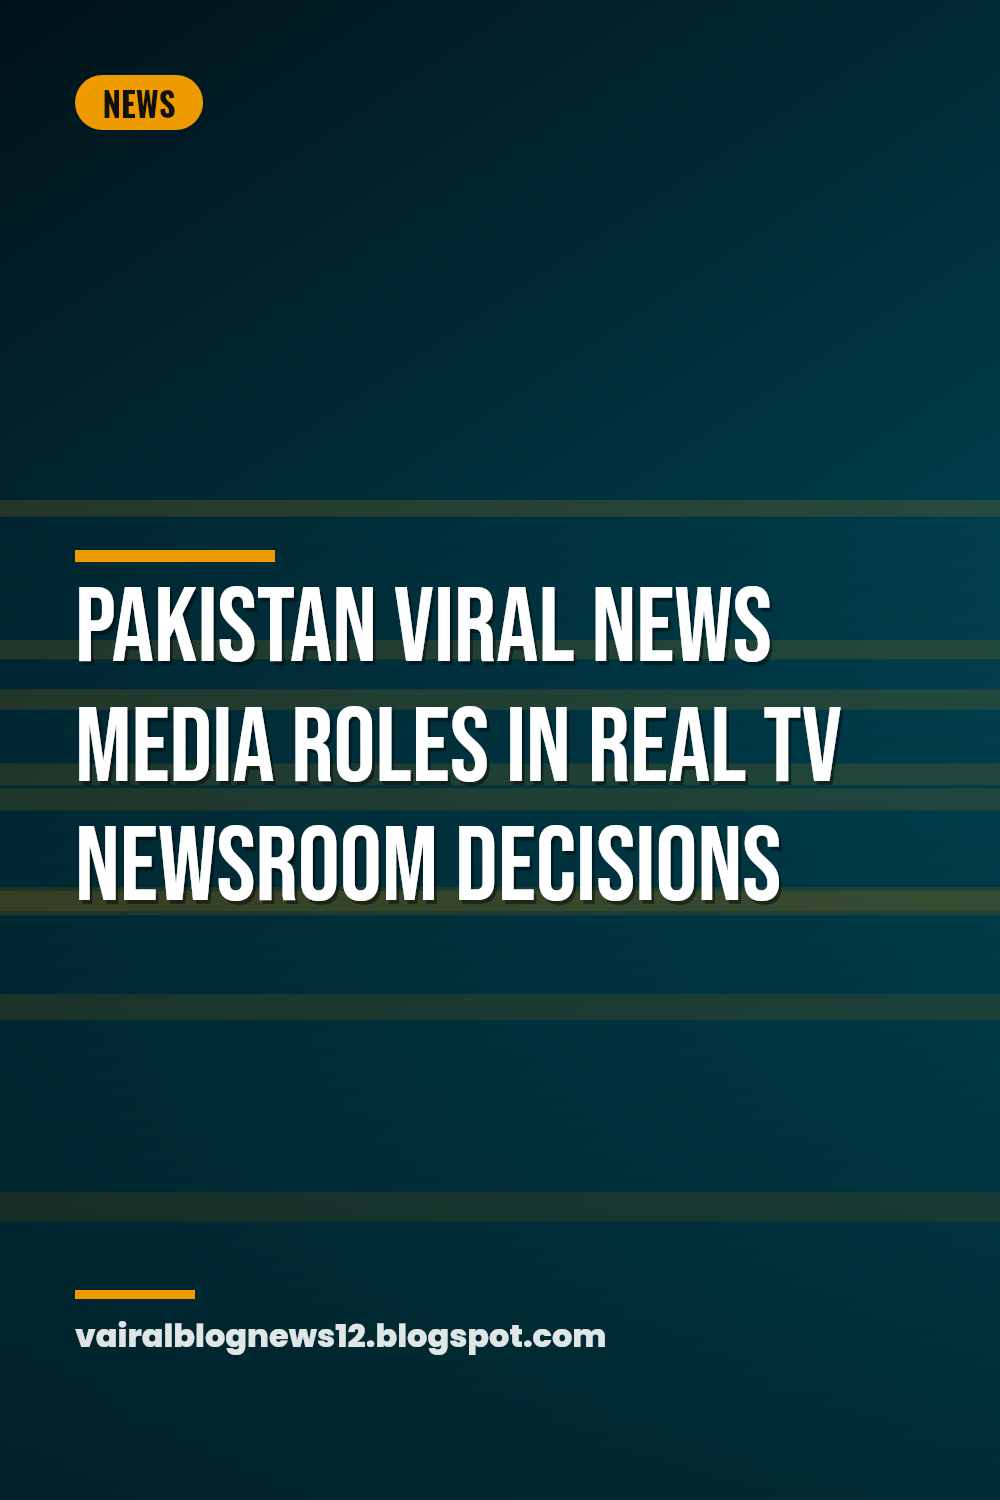 NEWS
PAKISTAN VIRAL NEWS
MEDIA ROLES IN REAL TV
NEWSROOM DECISIONS
vairalblognews12.blogspot.com